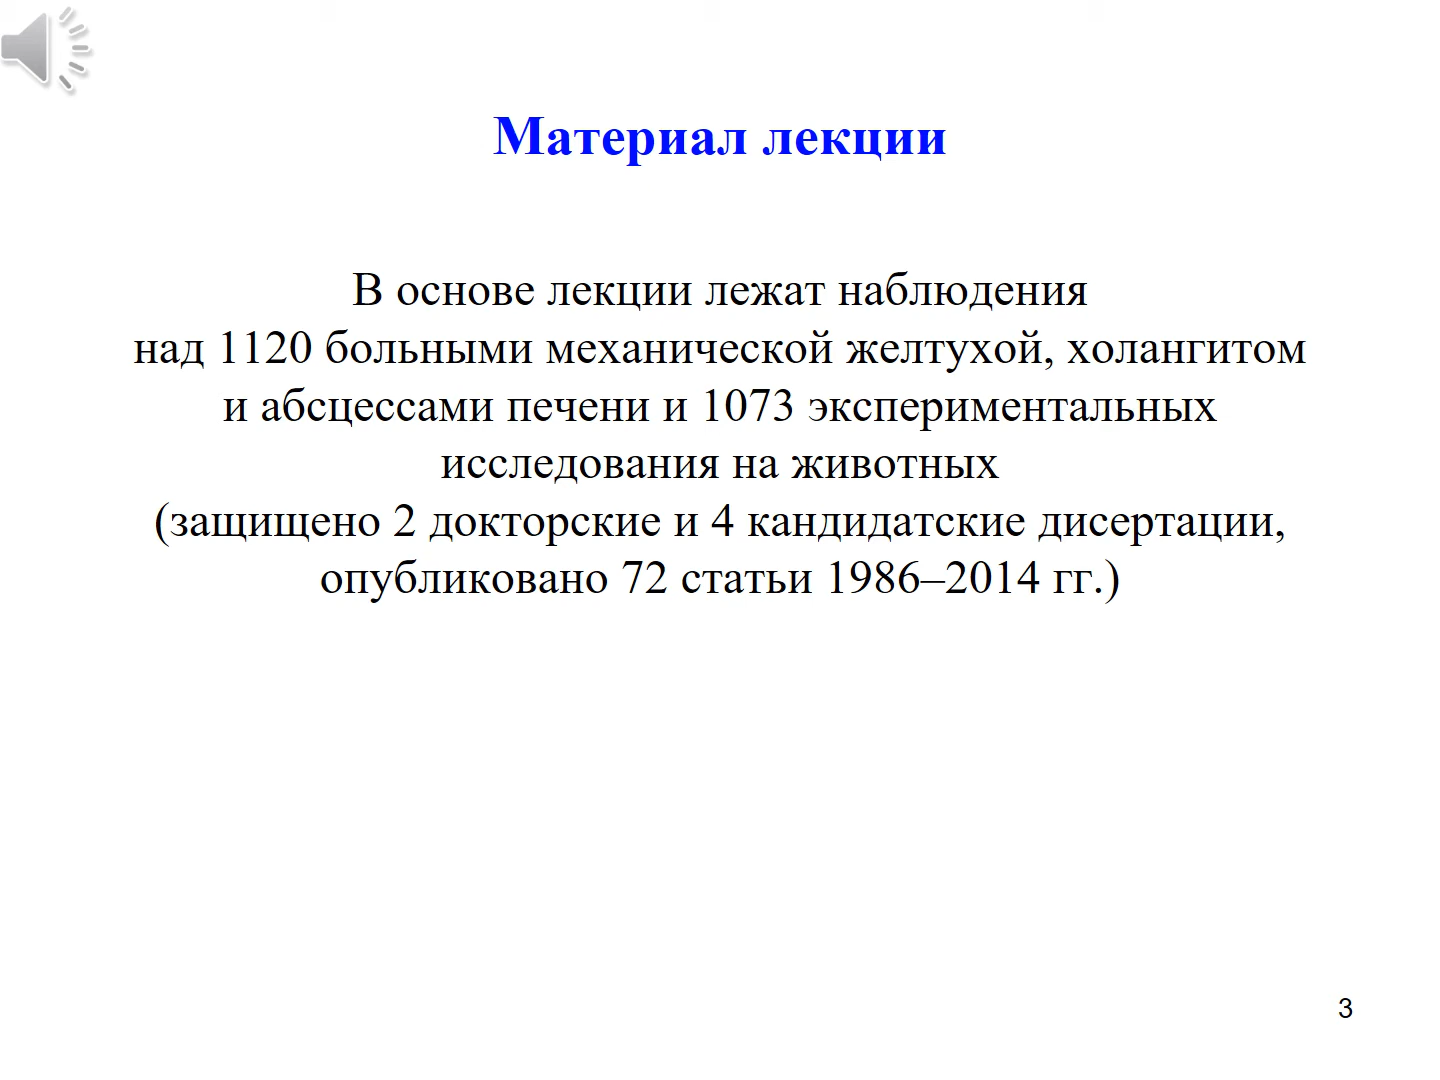 Материал лекции
В основе лекции лежат наблюдения
над 1120 больными механической желтухой, холангитом
и абсцессами печени и 1073 экспериментальных
исследования на животных
(защищено 2 докторские и 4 кандидатские дисертации,
опубликовано 72 статьи 1986–2014 гг.)
3